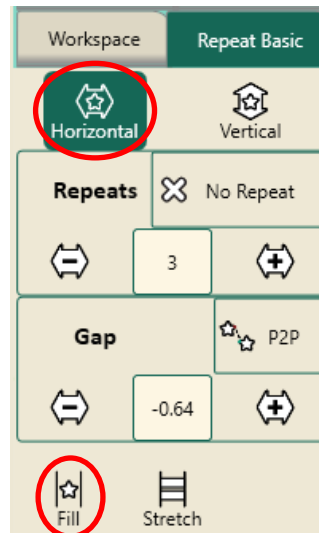 Workspace Repeat Basic
Horizontal Vertical
Repeats No Repeat
3
Gap P2P
-0.64
Fill Stretch